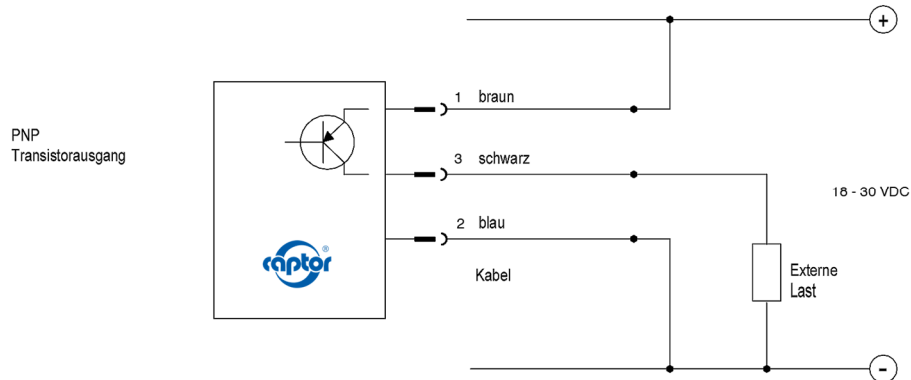 +
1 braun
PNP
Transistorausgang
3 schwarz
18 - 30 VDC
2 blau
captor®
Kabel
Externe
Last
-